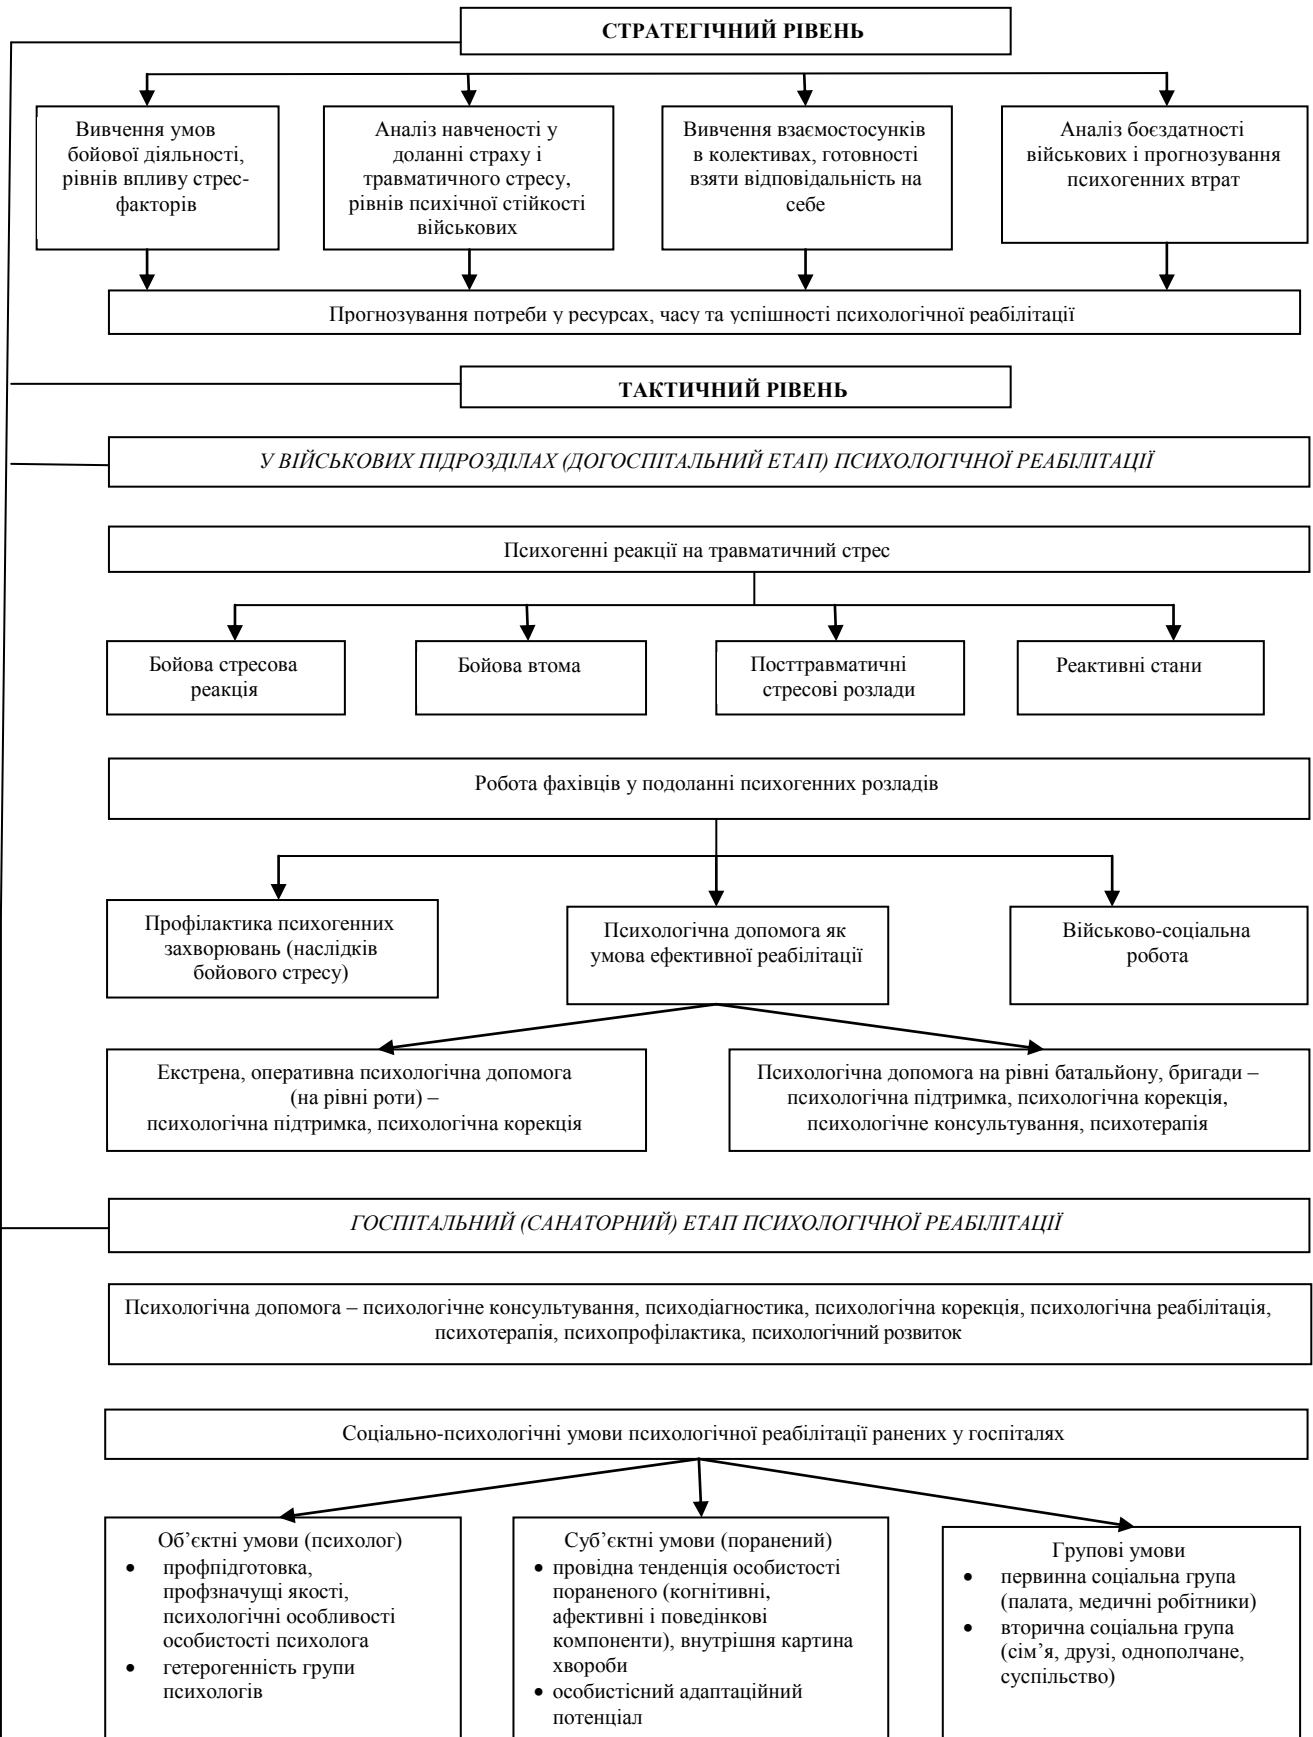 СТРАТЕГІЧНИЙ РІВЕНЬ
Вивчення умов
бойової діяльності,
рівнів впливу стрес-
факторів
Аналіз навченості у
доланні страху і
травматичного стресу,
рівнів психічної стійкості
військових
Вивчення взаємостосунків
в колективах, готовності
взяти відповідальність на
себе
Аналіз боєздатності
військових і прогнозування
психогенних втрат
Прогнозування потреби у ресурсах, часу та успішності психологічної реабілітації
ТАКТИЧНИЙ РІВЕНЬ
У ВІЙСЬКОВИХ ПІДРОЗДІЛАХ (ДОГОСПІТАЛЬНИЙ ЕТАП) ПСИХОЛОГІЧНОЇ РЕАБІЛІТАЦІЇ
Психогенні реакції на травматичний стрес
Бойова стресова
реакція
Бойова втома
Посттравматичні
стресові розлади
Реактивні стани
Робота фахівців у подоланні психогенних розладів
Профілактика психогенних
захворювань (наслідків
бойового стресу)
Психологічна допомога як
умова ефективної реабілітації
Військово-соціальна
робота
Екстрена, оперативна психологічна допомога
(на рівні роти) –
психологічна підтримка, психологічна корекція
Психологічна допомога на рівні батальйону, бригади –
психологічна підтримка, психологічна корекція,
психологічне консультування, психотерапія
ГОСПІТАЛЬНИЙ (САНАТОРНИЙ) ЕТАП ПСИХОЛОГІЧНОЇ РЕАБІЛІТАЦІЇ
Психологічна допомога – психологічне консультування, психодіагностика, психологічна корекція, психологічна реабілітація,
психотерапія, психопрофілактика, психологічний розвиток
Соціально-психологічні умови психологічної реабілітації ранених у госпіталях
Об’єктні умови (психолог)
• профпідготовка,
профзначущі якості,
психологічні особливості
особистості психолога
• гетерогенність групи
психологів
Суб’єктні умови (поранений)
• провідна тенденція особистості
пораненого (когнітивні,
афективні і поведінкові
компоненти), внутрішня картина
хвороби
• особистісний адаптаційний
потенціал
Групові умови
• первинна соціальна група
(палата, медичні робітники)
• вторична соціальна група
(сім’я, друзі, однополчане,
суспільство)